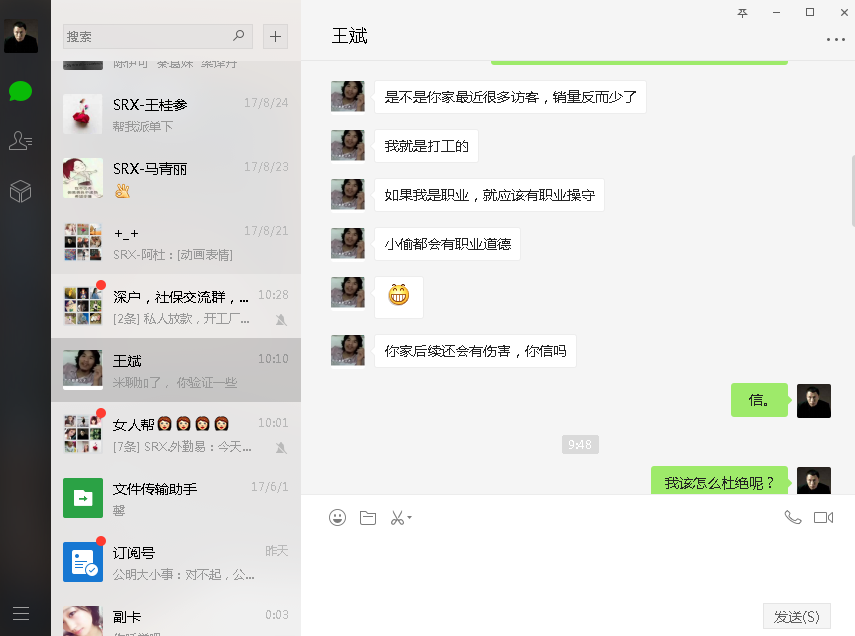 搜索
SRX-王桂参
17/8/24
帮我派单下
SRX-马青丽
17/8/23
+_+
17/8/21
SRX-阿杜：[动画表情]
深户，社保交流群，...
10:28
[2条] 私人放款，开工厂...
王斌
10:10
米聊加了， 你验证一些
女人帮
10:01
[7条] SRX.外勤易：今天...
文件传输助手
17/6/1
馨
订阅号
昨天
公明大小事：对不起，公...
副卡
0:03
王斌
是不是你家最近很多访客，销量反而少了
我就是打工的
如果我是职业，就应该有职业操守
小偷都会有职业道德
你家后续还会有伤害，你信吗
信。
9:48
我该怎么杜绝呢？
发送(S)